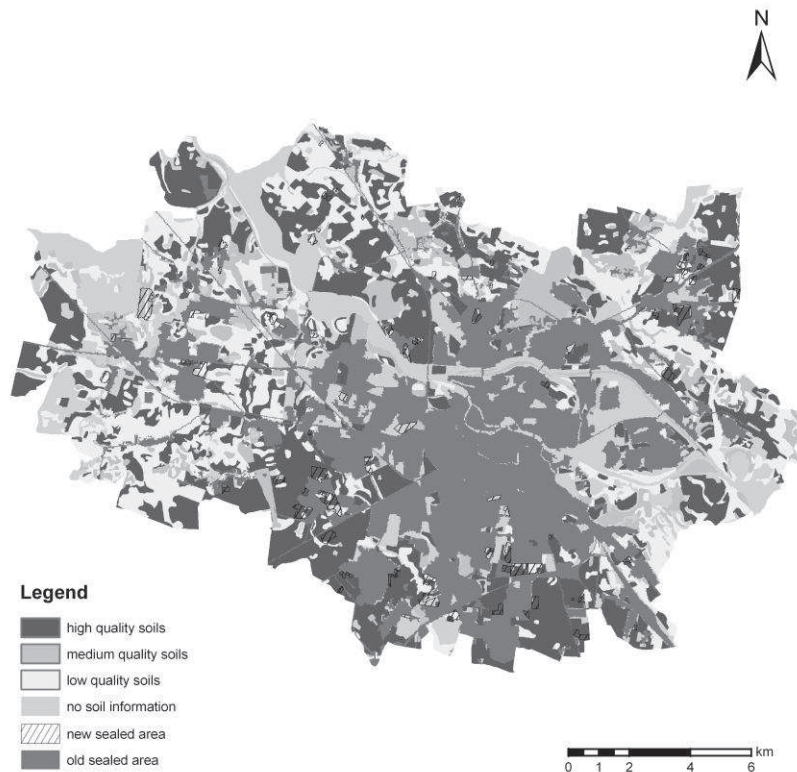 N
Legend
high quality soils
medium quality soils
low quality soils
no soil information
new sealed area
old sealed area
km
0 1 2 4 6